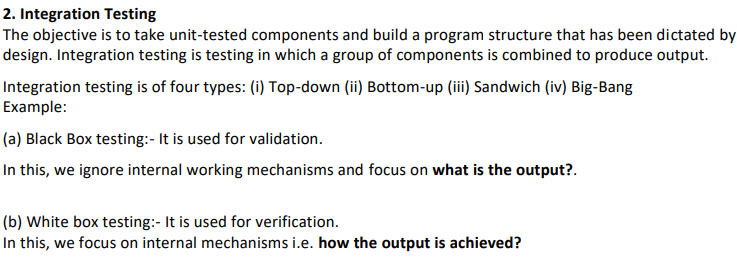 2. Integration Testing
The objective is to take unit-tested components and build a program structure that has been dictated by
design. Integration testing is testing in which a group of components is combined to produce output.
Integration testing is of four types: (i) Top-down (ii) Bottom-up (iii) Sandwich (iv) Big-Bang
Example:
(a) Black Box testing:- It is used for validation.
In this, we ignore internal working mechanisms and focus on what is the output?.
(b) White box testing:- It is used for verification.
In this, we focus on internal mechanisms i.e. how the output is achieved?